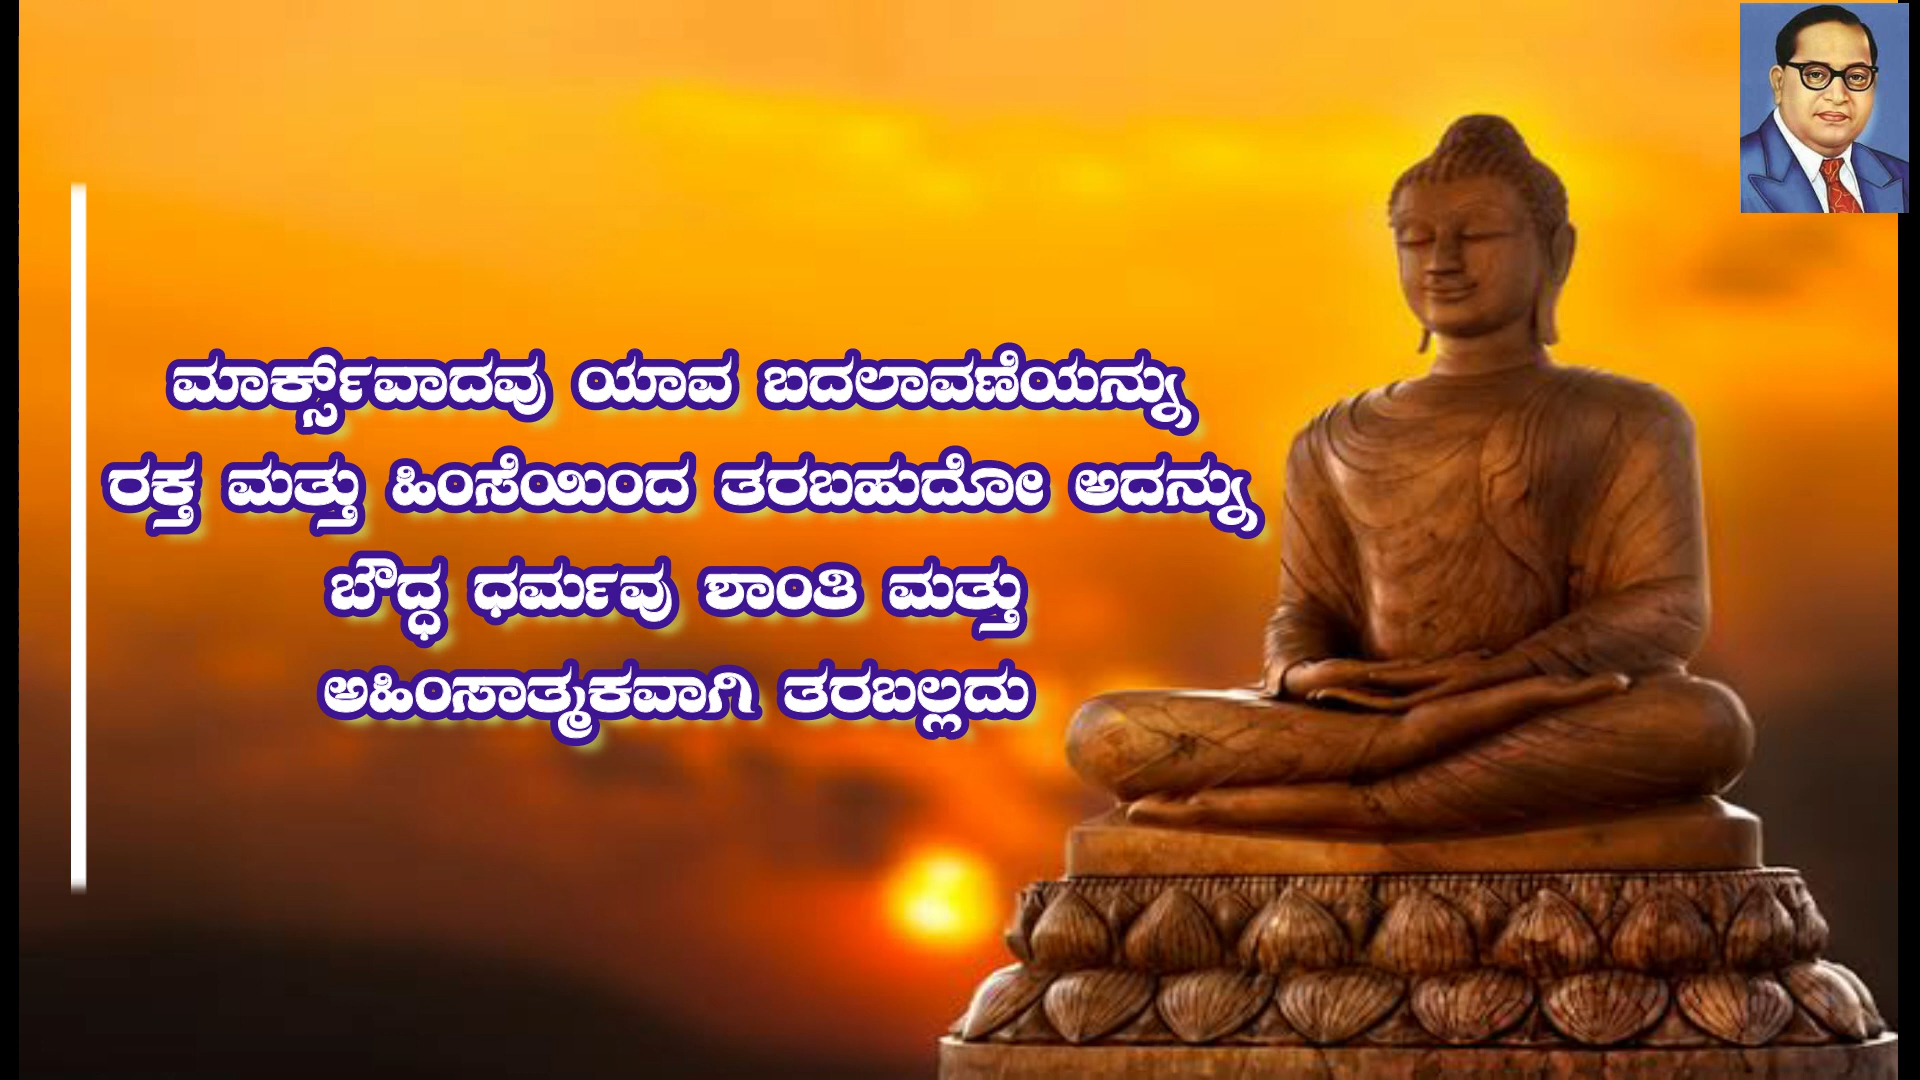 ಮಾರ್ಕ್ಸ್‌ವಾದವು ಯಾವ ಬದಲಾವಣೆಯನ್ನು
ರಕ್ತ ಮತ್ತು ಹಿಂಸೆಯಿಂದ ತರಬಹುದೋ ಅದನ್ನು
ಬೌದ್ಧ ಧರ್ಮವು ಶಾಂತಿ ಮತ್ತು
ಅಹಿಂಸಾತ್ಮಕವಾಗಿ ತರಬಲ್ಲದು